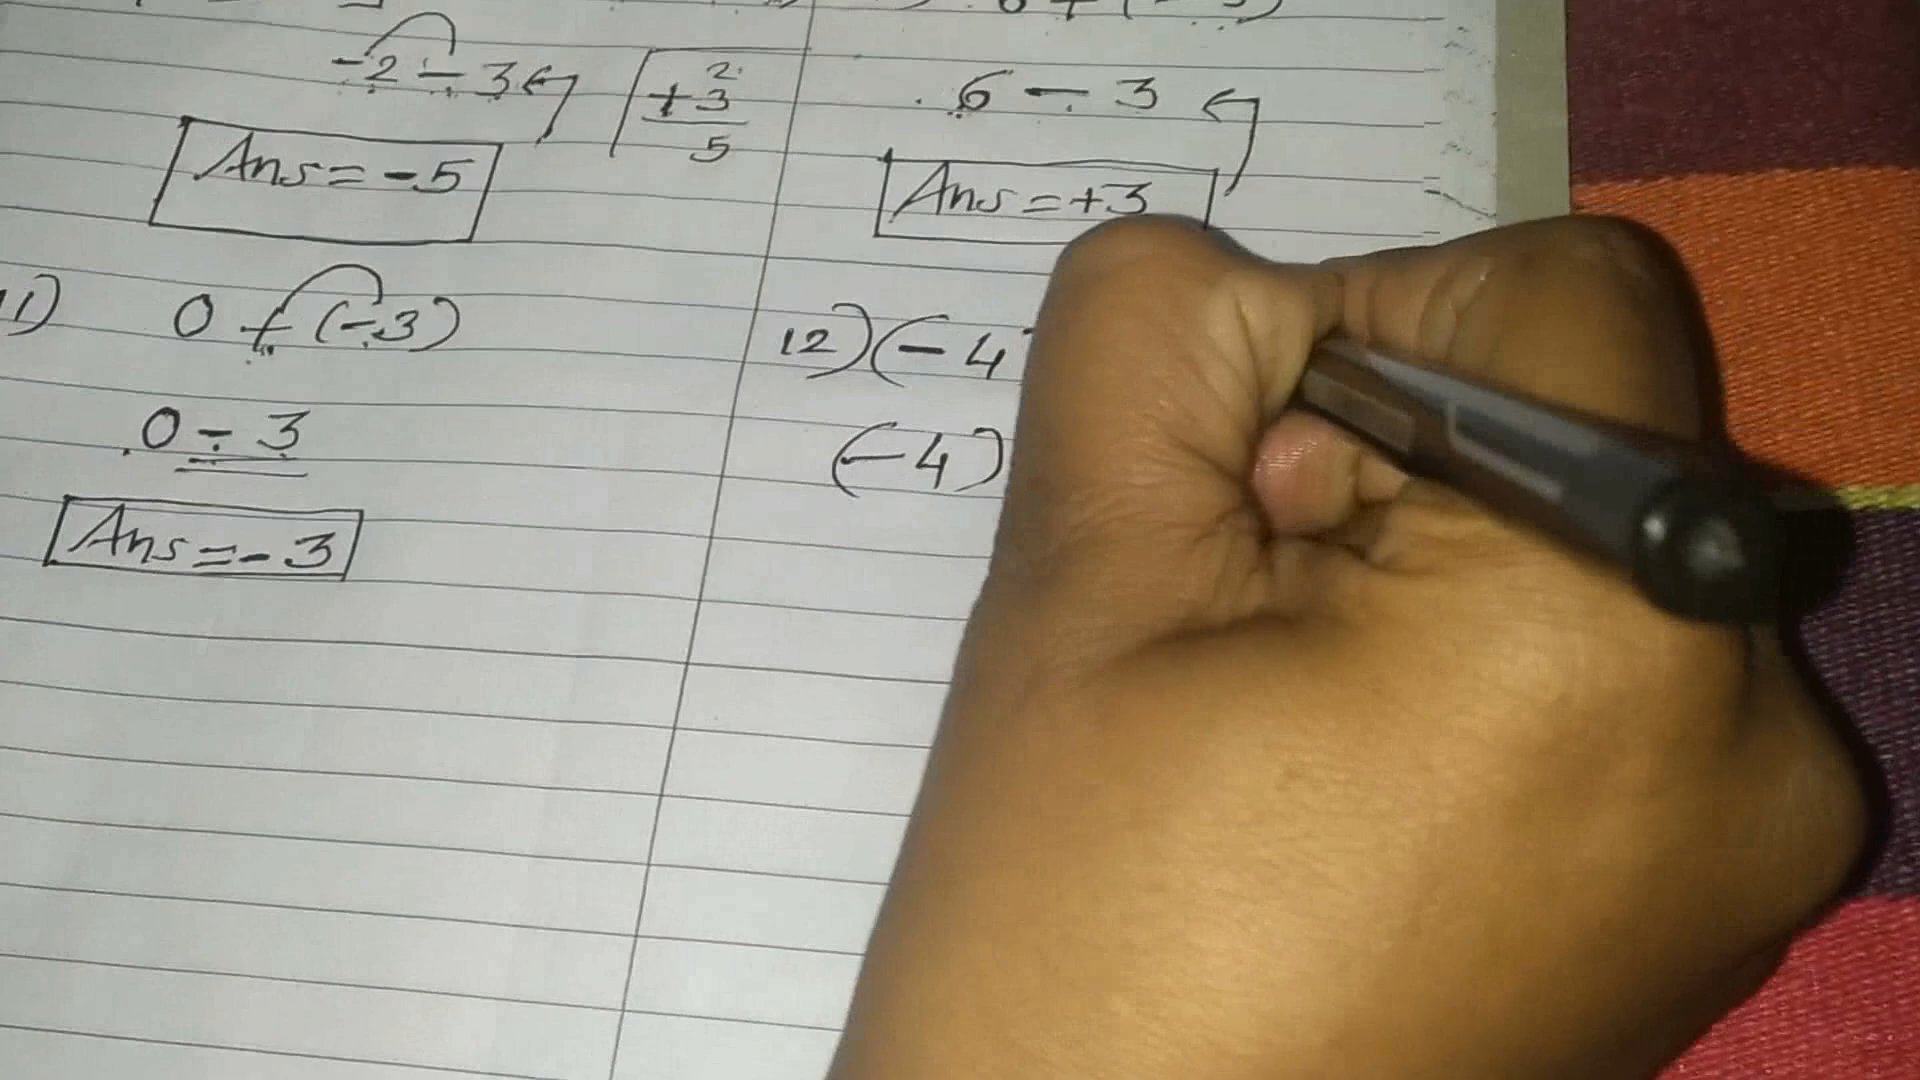 -2 - 3
+ 2
3
5
Ans = -5
6 - 3
Ans = +3
0 + (-3)
0 - 3
Ans = - 3
12) (- 4
(-4)